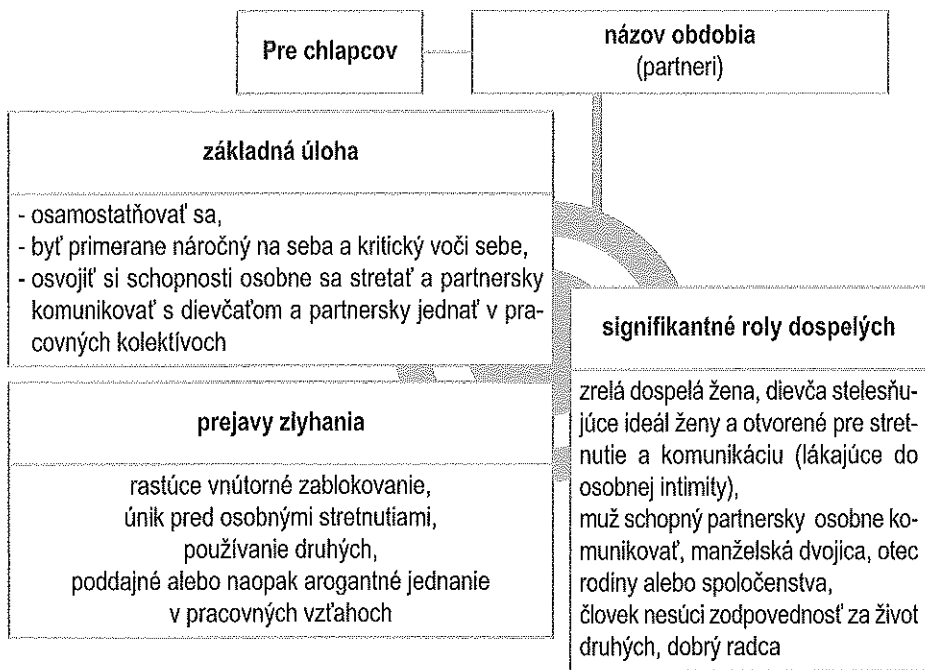 Pre chlapcov
názov obdobia
(partneri)
základná úloha
- osamostatňovať sa,
- byť primerane náročný na seba a kritický voči sebe,
- osvojiť si schopnosti osobne sa stretať a partnersky
komunikovať s dievčaťom a partnersky jednať v pra-
covných kolektívoch
prejavy zlyhania
rastúce vnútorné zablokovanie,
únik pred osobnými stretnutiami,
používanie druhých,
poddajné alebo naopak arogantné jednanie
v pracovných vzťahoch
signifikantné roly dospelých
zrelá dospelá žena, dievča stelesňu-
júce ideál ženy a otvorené pre stret-
nutie a komunikáciu (lákajúce do
osobnej intimity),
muž schopný partnersky osobne ko-
munikovať, manželská dvojica, otec
rodiny alebo spoločenstva,
človek nesúci zodpovednosť za život
druhých, dobrý radca